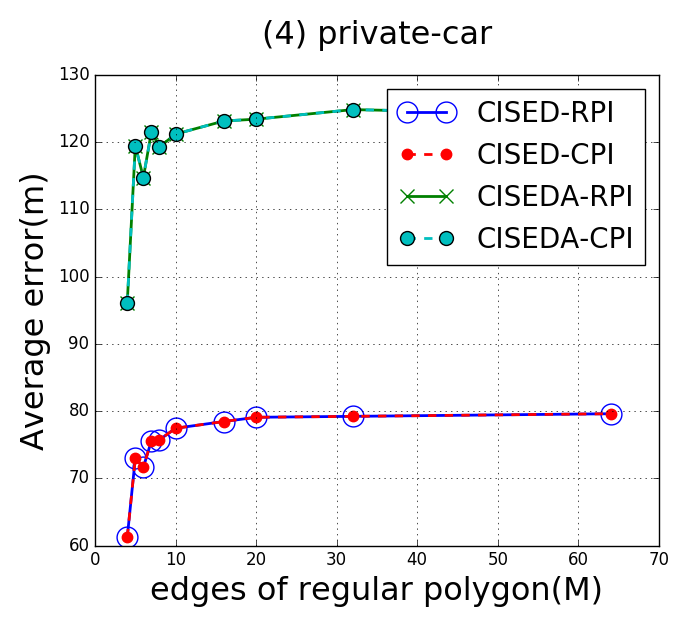 (4) private-car
130
120
110
100
90
80
70
60
0 10 20 30 40 50 60 70
Average error(m)
edges of regular polygon(M)
CISED-RPI
CISED-CPI
CISEDA-RPI
CISEDA-CPI